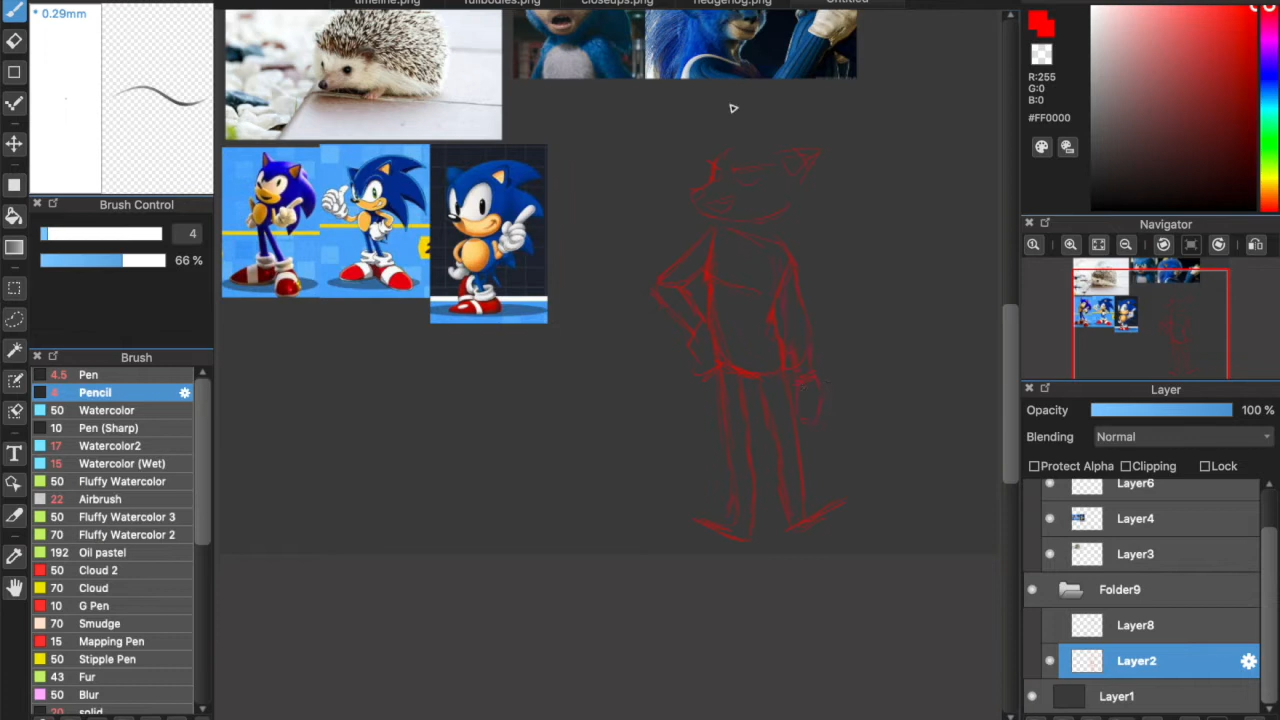 timeline.png
fullbodies.png
closeups.png
hedgehog.png
Untitled
* 0.29mm
R:255
G:0
B:0
#FF0000
Brush Control
4
66 %
Navigator
Brush
4.5 Pen
4 Pencil
50 Watercolor
10 Pen (Sharp)
17 Watercolor2
15 Watercolor (Wet)
50 Fluffy Watercolor
22 Airbrush
50 Fluffy Watercolor 3
70 Fluffy Watercolor 2
192 Oil pastel
50 Cloud 2
70 Cloud
10 G Pen
70 Smudge
15 Mapping Pen
50 Stipple Pen
43 Fur
50 Blur
20 solid
T
Layer
Opacity 100 %
Blending Normal
Protect Alpha Clipping Lock
Layer6
Layer4
Layer3
Folder9
Layer8
Layer2
Layer1